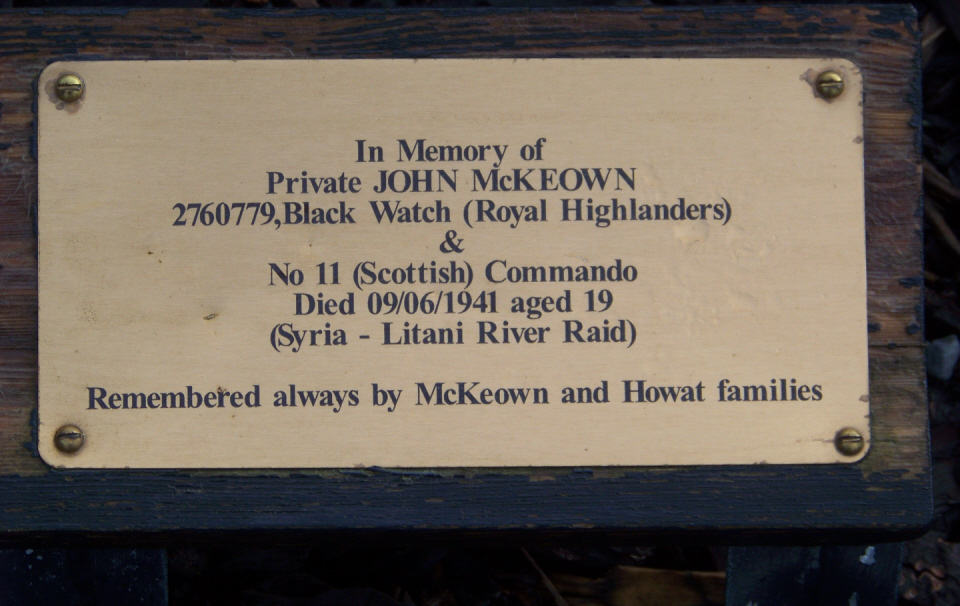 In Memory of
Private JOHN McKEOWN
2760779,Black Watch (Royal Highlanders)
&
No 11 (Scottish) Commando
Died 09/06/1941 aged 19
(Syria - Litani River Raid)
Remembered always by McKeown and Howat families